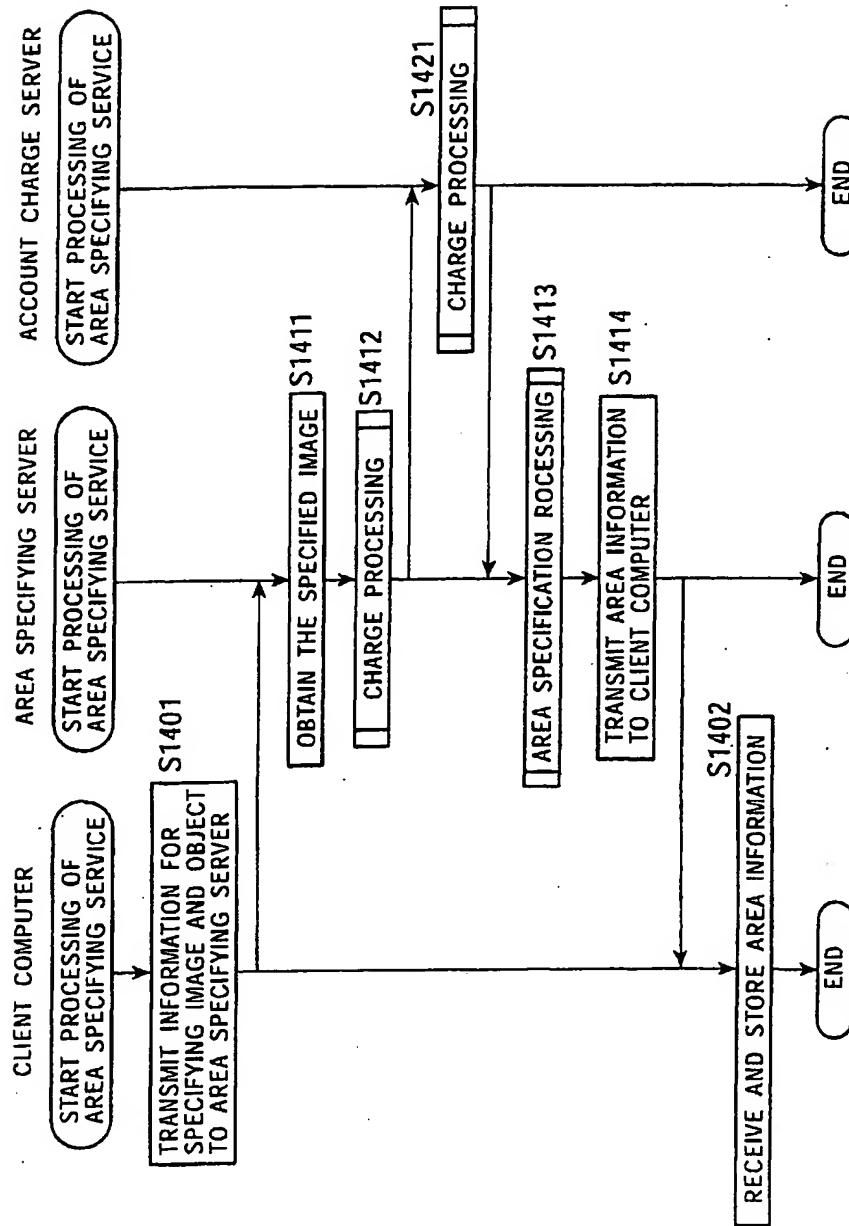 CLIENT COMPUTER
START PROCESSING OF
AREA SPECIFYING SERVICE
S1401
TRANSMIT INFORMATION FOR
SPECIFYING IMAGE AND OBJECT
TO AREA SPECIFYING SERVER
S1402
RECEIVE AND STORE AREA INFORMATION
END
AREA SPECIFYING SERVER
START PROCESSING OF
AREA SPECIFYING SERVICE
S1411
OBTAIN THE SPECIFIED IMAGE
S1412
CHARGE PROCESSING
S1413
AREA SPECIFICATION ROCESSING
S1414
TRANSMIT AREA INFORMATION
TO CLIENT COMPUTER
END
ACCOUNT CHARGE SERVER
START PROCESSING OF
AREA SPECIFYING SERVICE
S1421
CHARGE PROCESSING
END